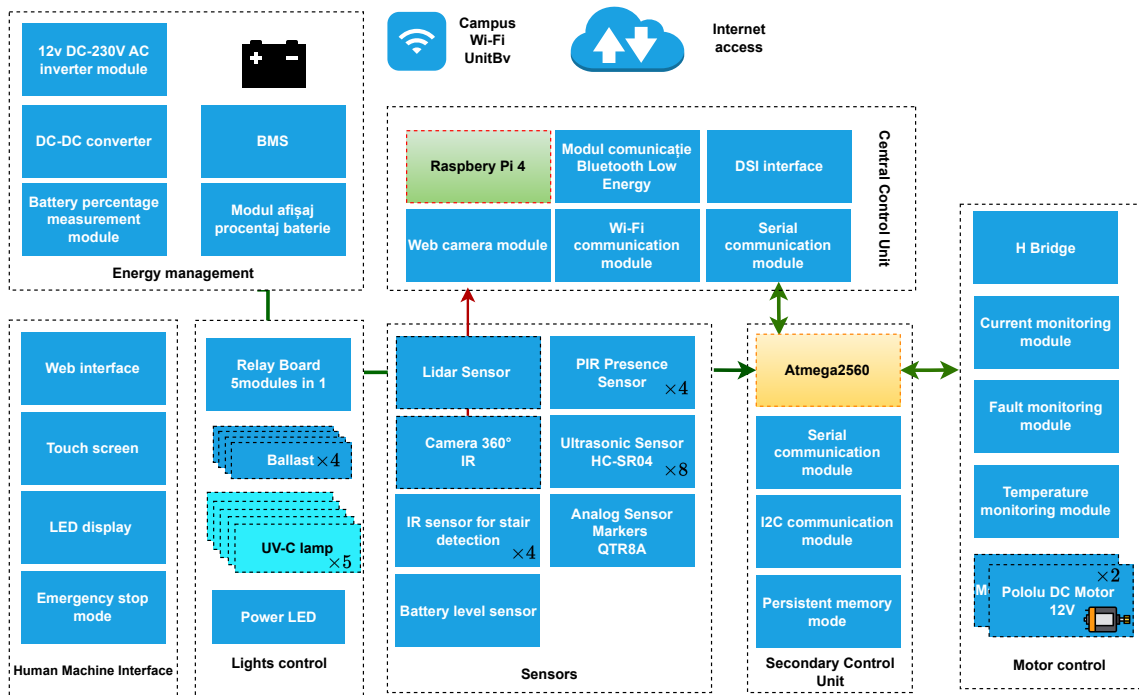 12v DC-230V AC
inverter module
DC-DC converter
BMS
Battery percentage
measurement
module
Modul afișaj
procentaj baterie
Energy management
Campus
Wi-Fi
UnitBv
Internet
access
Raspbery Pi 4
Modul comunicație
Bluetooth Low
Energy
DSI interface
Web camera module
Wi-Fi
communication
module
Serial
communication
module
Central Control Unit
Web interface
Touch screen
LED display
Emergency stop
mode
Human Machine Interface
Relay Board
5modules in 1
Ballast ×4
UV-C lamp
×5
Power LED
Lights control
Lidar Sensor
PIR Presence
Sensor
×4
Camera 360°
IR
Ultrasonic Sensor
HC-SR04
×8
IR sensor for stair
detection
×4
Analog Sensor
Markers
QTR8A
Battery level sensor
Sensors
Atmega2560
Serial
communication
module
I2C communication
module
Persistent memory
mode
Secondary Control
Unit
H Bridge
Current monitoring
module
Fault monitoring
module
Temperature
monitoring module
×2
M
Pololu DC Motor
12V
Motor control